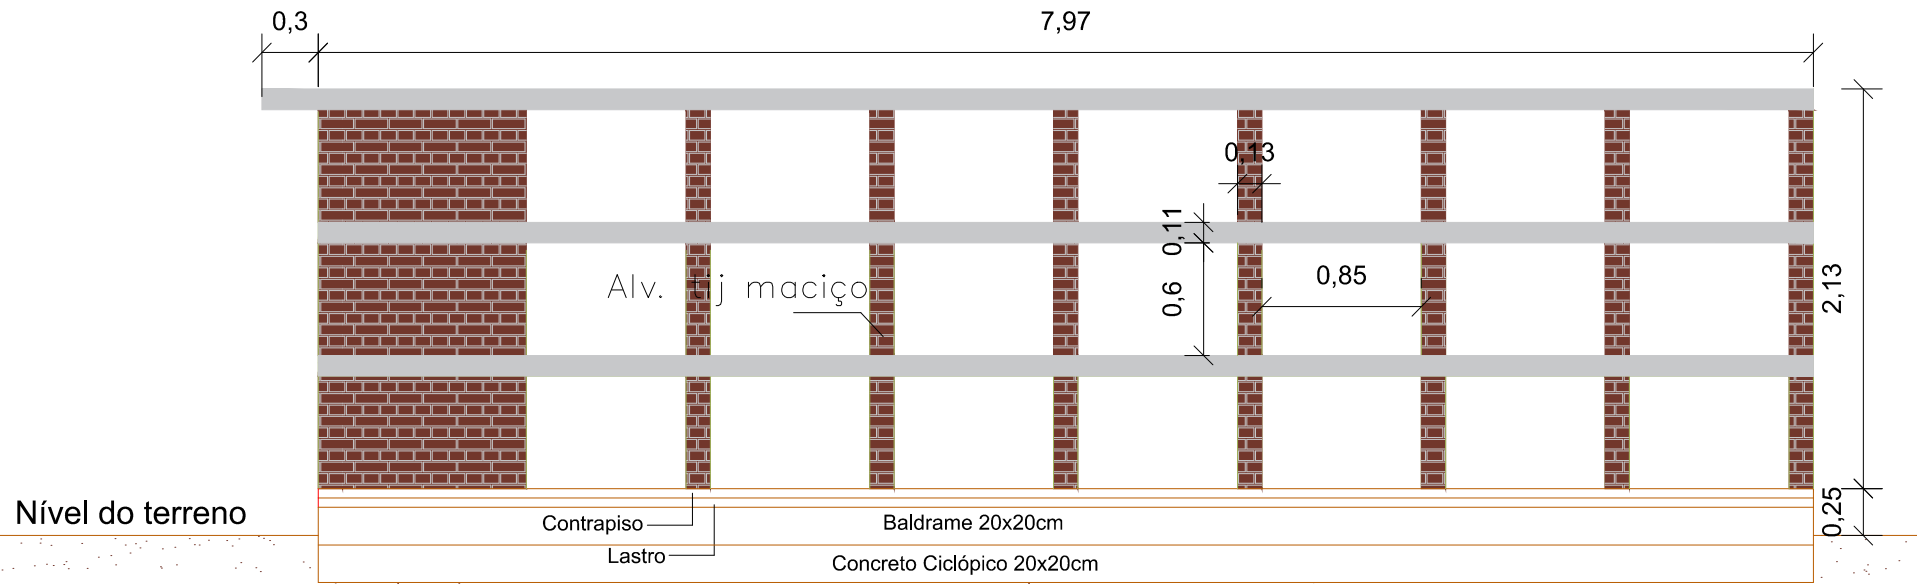 0,3
7,97
0,13
0,11
Alv. tij maciço
0,6
0,85
2,13
Nível do terreno
Contrapiso
Baldrame 20x20cm
0,25
Lastro
Concreto Ciclópico 20x20cm